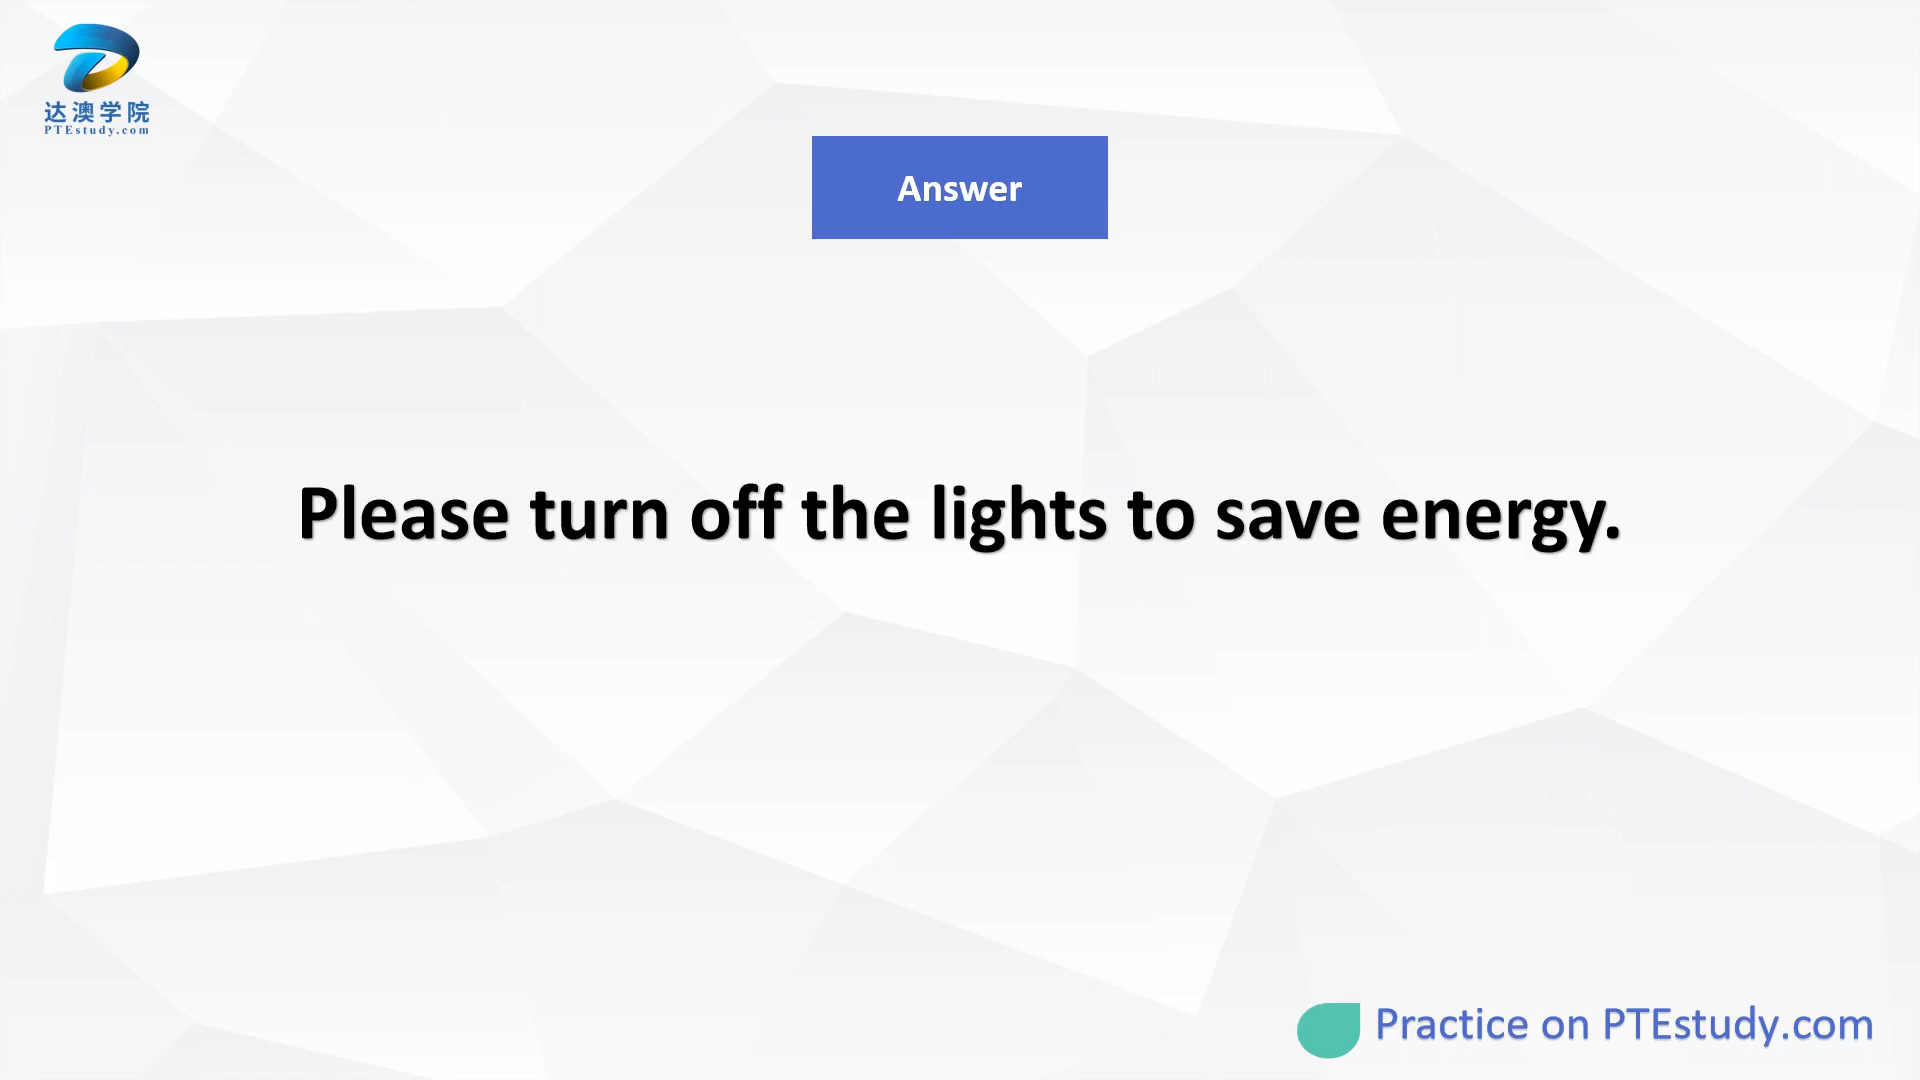 达澳学院
PTEstudy.com
Answer
Please turn off the lights to save energy.
Practice on PTEstudy.com